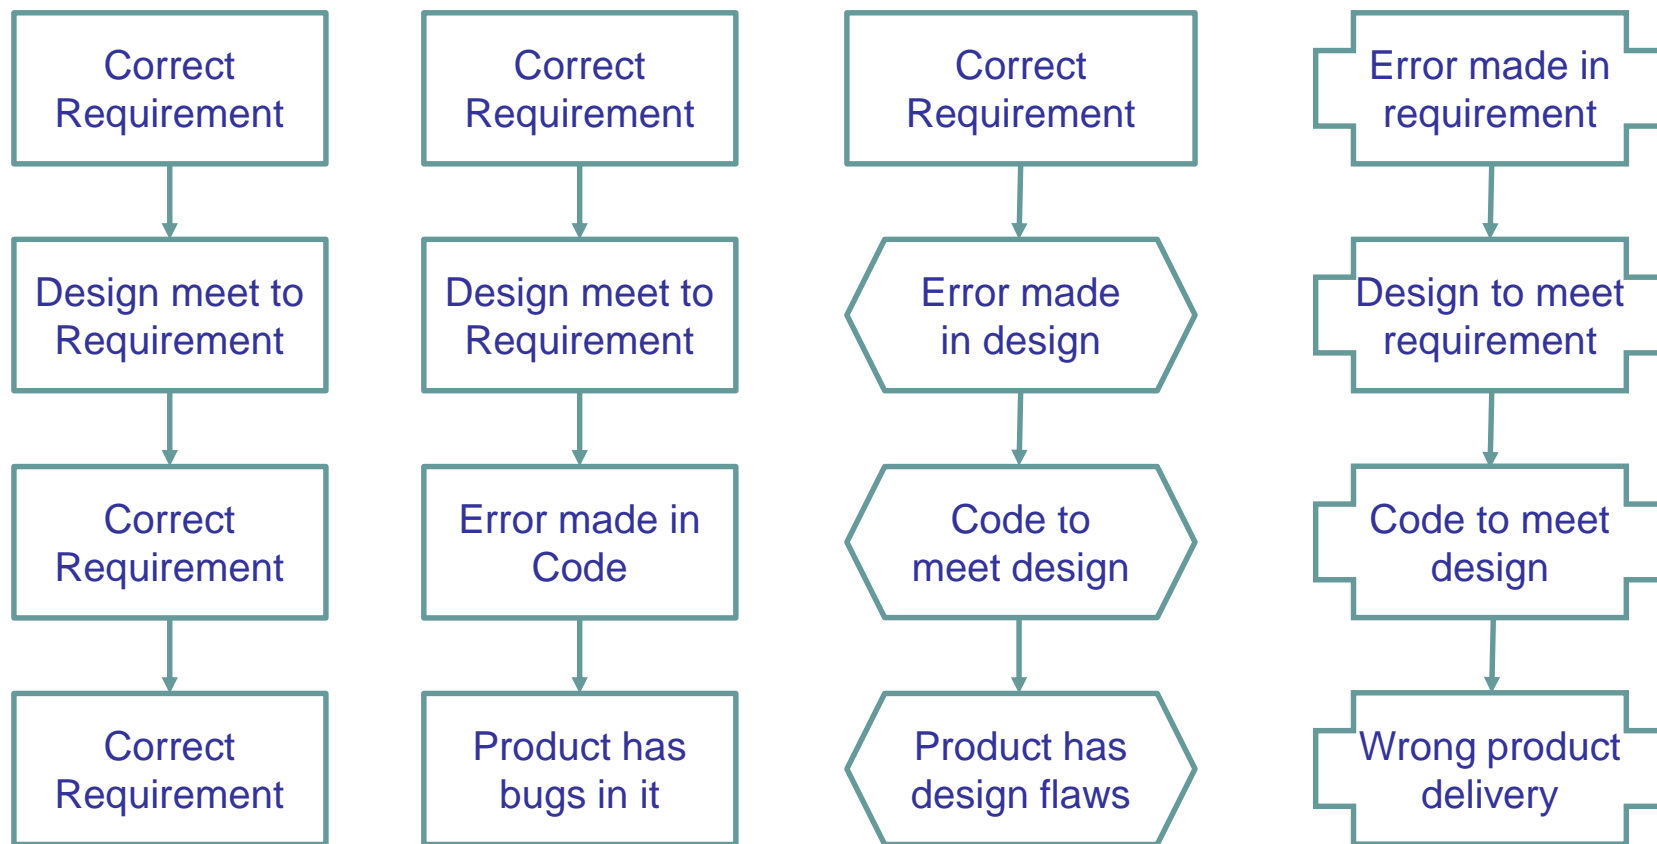 Correct
Requirement
Design meet to
Requirement
Correct
Requirement
Correct
Requirement
Correct
Requirement
Design meet to
Requirement
Error made in
Code
Product has
bugs in it
Correct
Requirement
Error made
in design
Code to
meet design
Product has
design flaws
Error made in
requirement
Design to meet
requirement
Code to meet
design
Wrong product
delivery